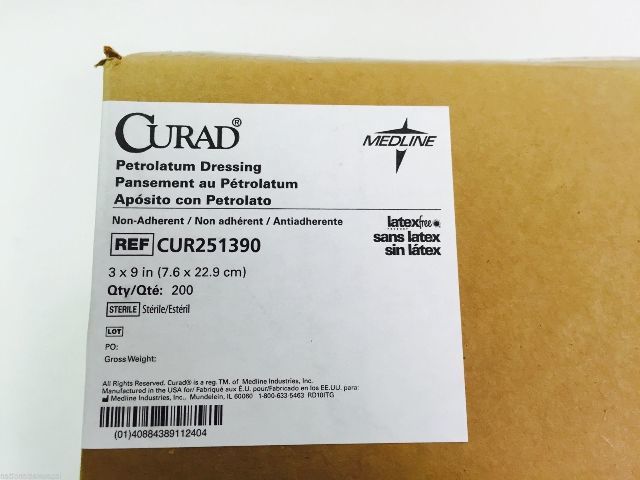 CURAD®
MEDLINE
Petrolatum Dressing
Pansement au Pétrolatum
Apósito con Petrolato
Non-Adherent / Non adhérent / Antiadherente
latexfree
sans latex
sin látex
REF CUR251390
3 x 9 in (7.6 x 22.9 cm)
Qty/Qté: 200
STERILE Stérile/Estéril
LOT
PO:
Gross Weight:
All Rights Reserved. Curad® is a reg. TM. of Medline Industries, Inc.
Manufactured in the USA for/ Fabriqué aux É.U. pour/Fabricado en los EE.UU. para:
Medline Industries, Inc., Mundelein, IL 60060 1-800-633-5463 RD10ITG
(01)40884389112404